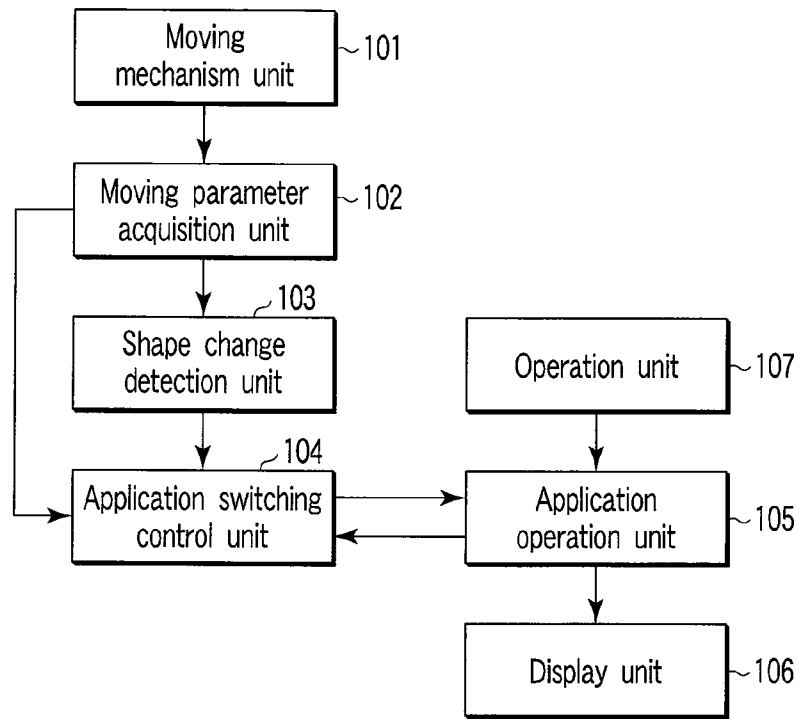 Moving
mechanism unit
101
Moving parameter
acquisition unit
102
103
Shape change
detection unit
Operation unit
107
104
Application switching
control unit
Application
operation unit
105
Display unit
106